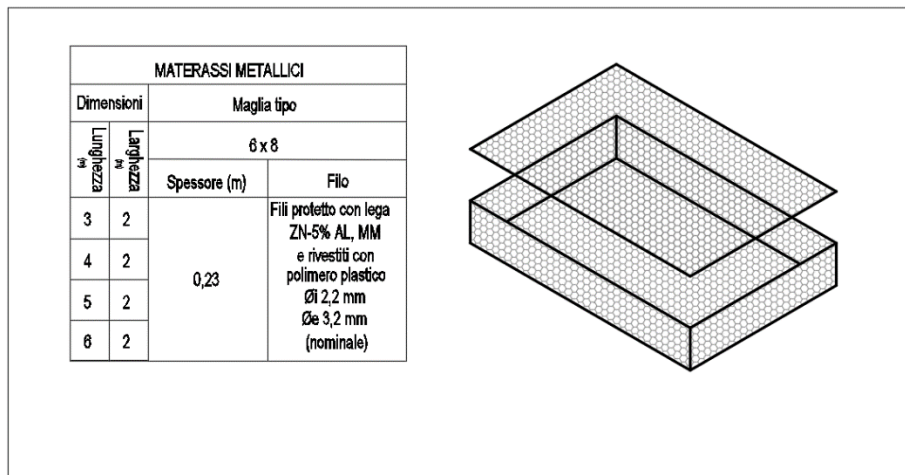 MATERASSI METALLICI
Dimensioni Maglia tipo
Lunghezza (m) Larghezza (m) 6 x 8
Spessore (m) Filo
3 2
4 2
5 2
6 2
0,23
Fili protetto con lega
ZN-5% AL, MM
e rivestiti con
polimero plastico
Øi 2,2 mm
Øe 3,2 mm
(nominale)